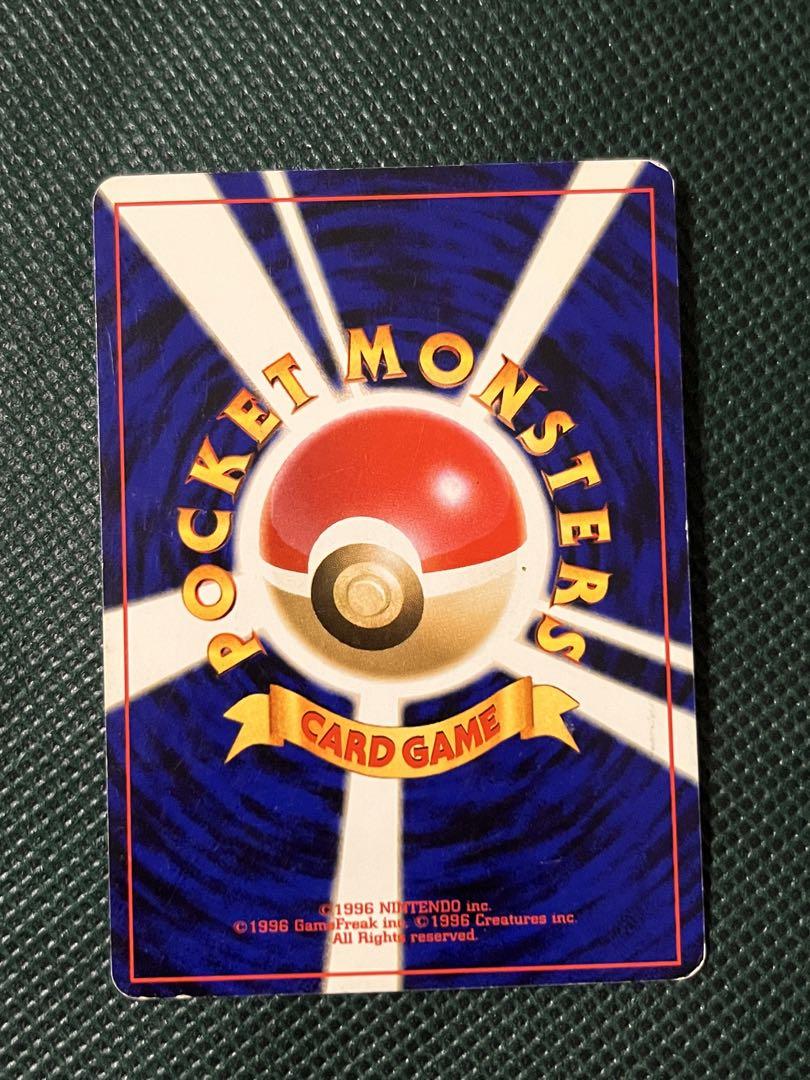 POCKET MONSTERS
CARD GAME
©1996 NINTENDO inc.
©1996 GameFreak inc. ©1996 Creatures inc.
All Rights reserved.